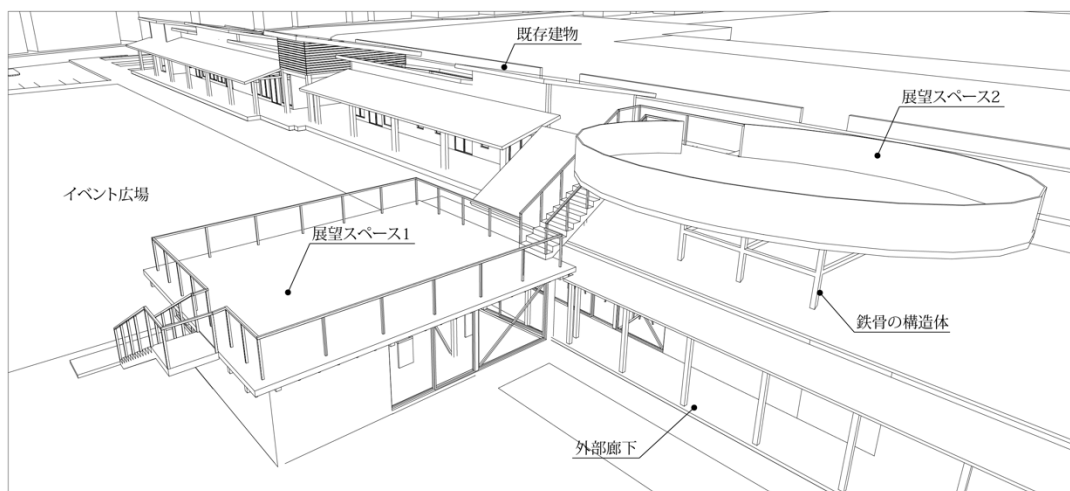 既存建物
展望スペース2
イベント広場
展望スペース1
鉄骨の構造体
外部廊下